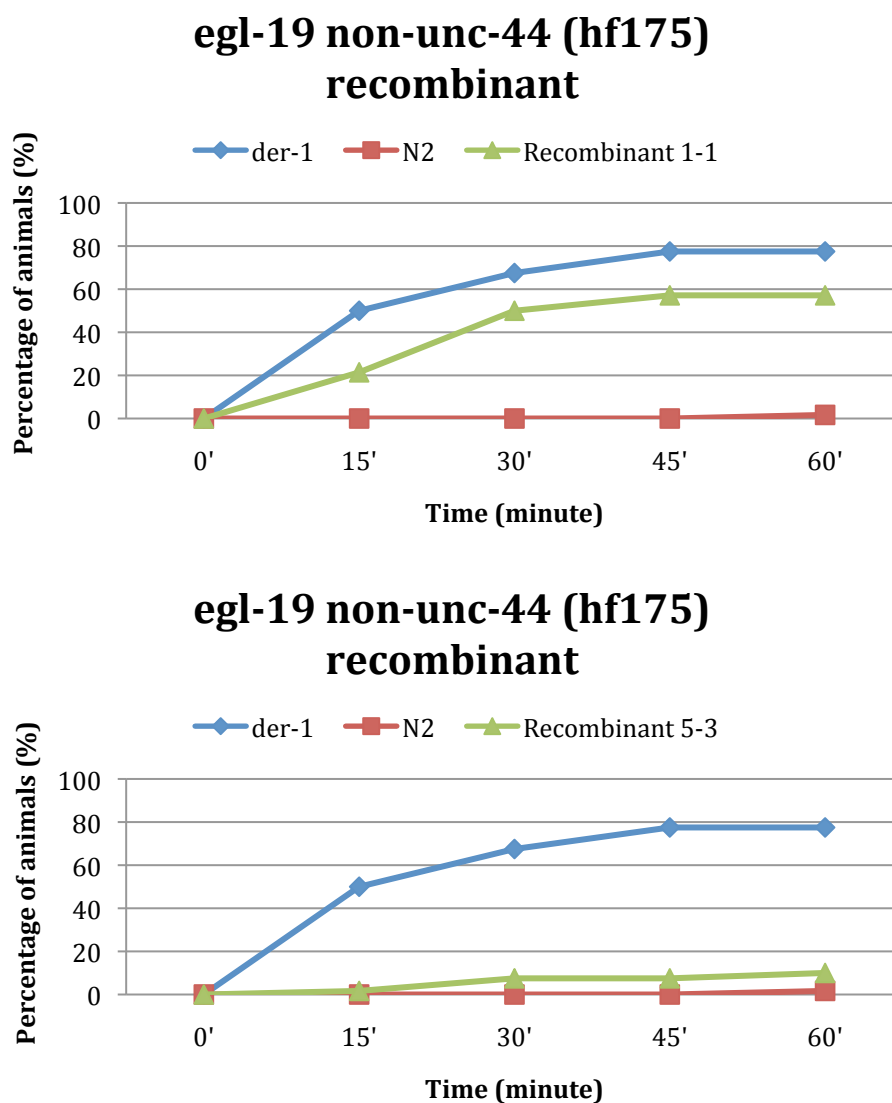 egl-19 non-unc-44 (hf175)
recombinant
der-1 N2 Recombinant 1-1
Percentage of animals (%)
100
80
60
40
20
0
0' 15' 30' 45' 60'
Time (minute)
egl-19 non-unc-44 (hf175)
recombinant
der-1 N2 Recombinant 5-3
Percentage of animals (%)
100
80
60
40
20
0
0' 15' 30' 45' 60'
Time (minute)